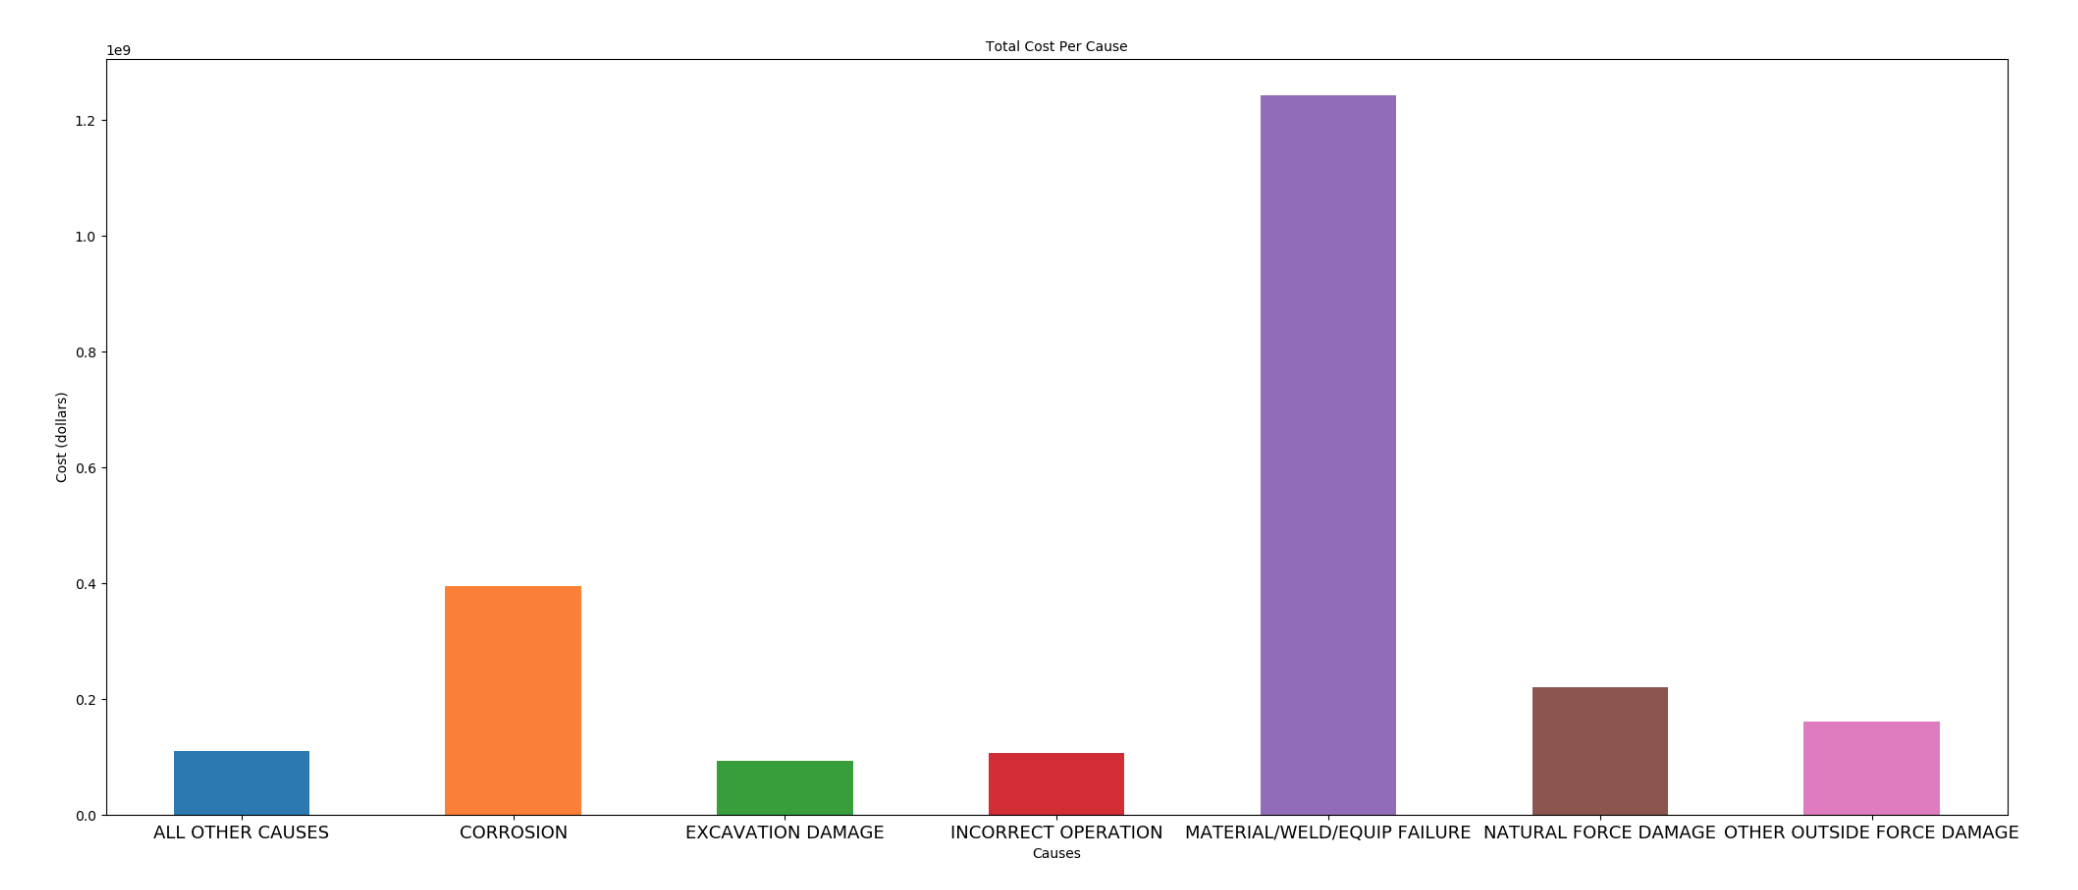 Total Cost Per Cause
1e9
1.2
1.0
0.8
0.6
0.4
0.2
0.0
Cost (dollars)
ALL OTHER CAUSES CORROSION EXCAVATION DAMAGE INCORRECT OPERATION MATERIAL/WELD/EQUIP FAILURE NATURAL FORCE DAMAGE OTHER OUTSIDE FORCE DAMAGE
Causes